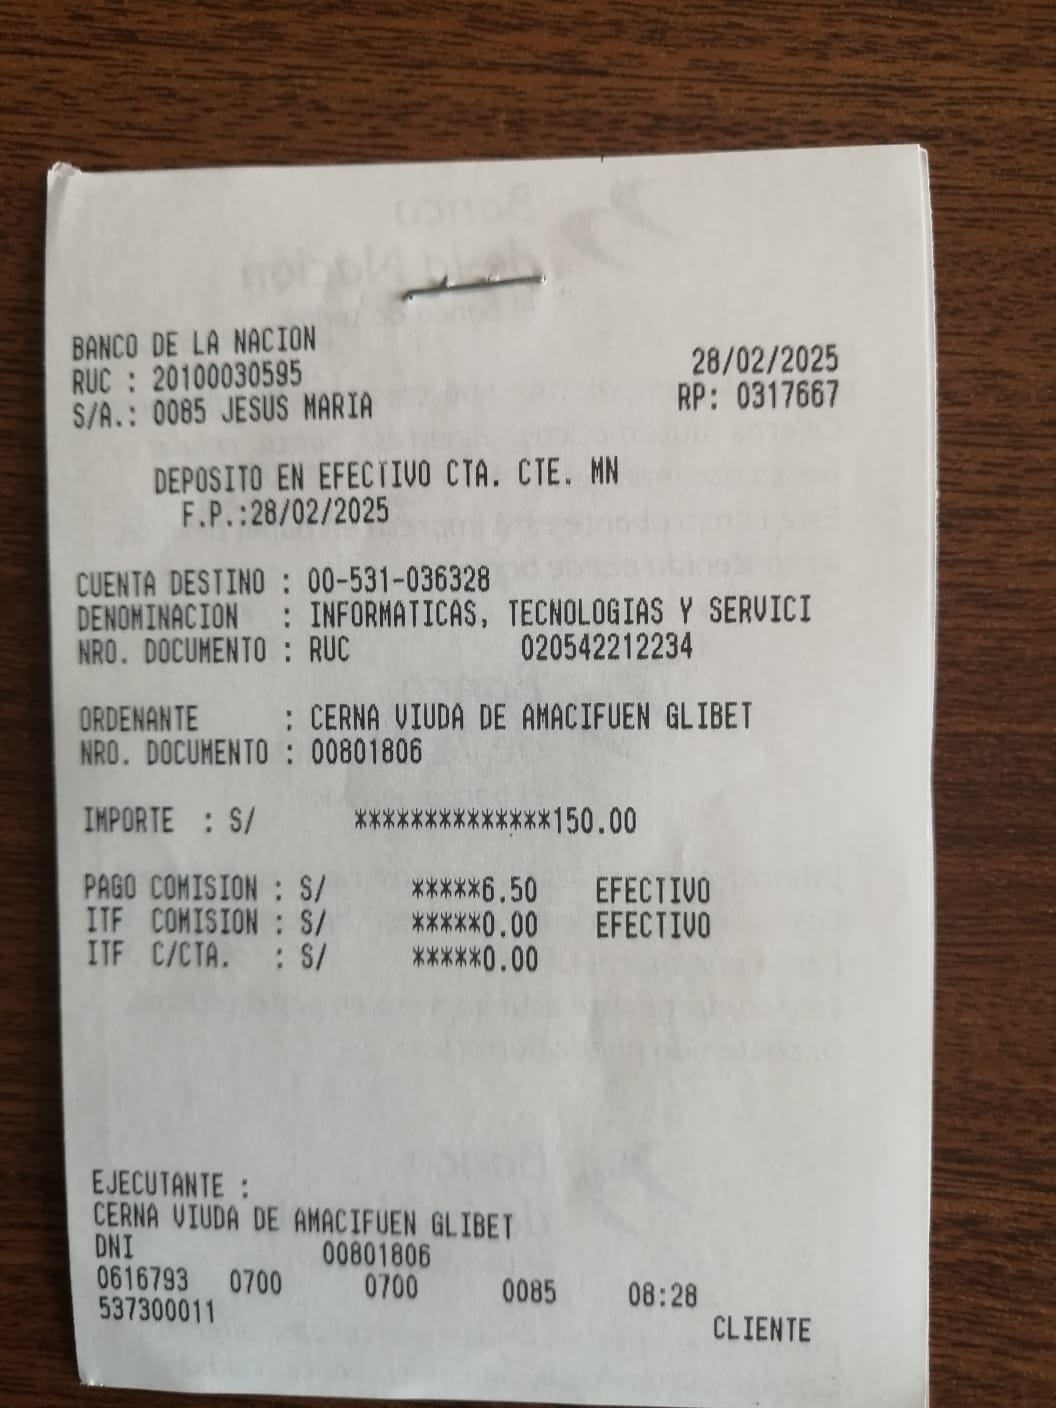 BANCO DE LA NACION
RUC : 20100030595 28/02/2025
S/A.: 0085 JESUS MARIA RP: 0317667
DEPOSITO EN EFECTIVO CTA. CTE. MN
F.P.:28/02/2025
CUENTA DESTINO : 00-531-036328
DENOMINACION : INFORMATICAS, TECNOLOGIAS Y SERVICI
NRO. DOCUMENTO : RUC 020542212234
ORDENANTE : CERNA VIUDA DE AMACIFUEN GLIBET
NRO. DOCUMENTO : 00801806
IMPORTE : S/ **************150.00
PAGO COMISION : S/ *****6.50 EFECTIVO
ITF COMISION : S/ *****0.00 EFECTIVO
ITF C/CTA. : S/ *****0.00
EJECUTANTE :
CERNA VIUDA DE AMACIFUEN GLIBET
DNI 00801806
0616793 0700 0700 0085 08:28
537300011
CLIENTE